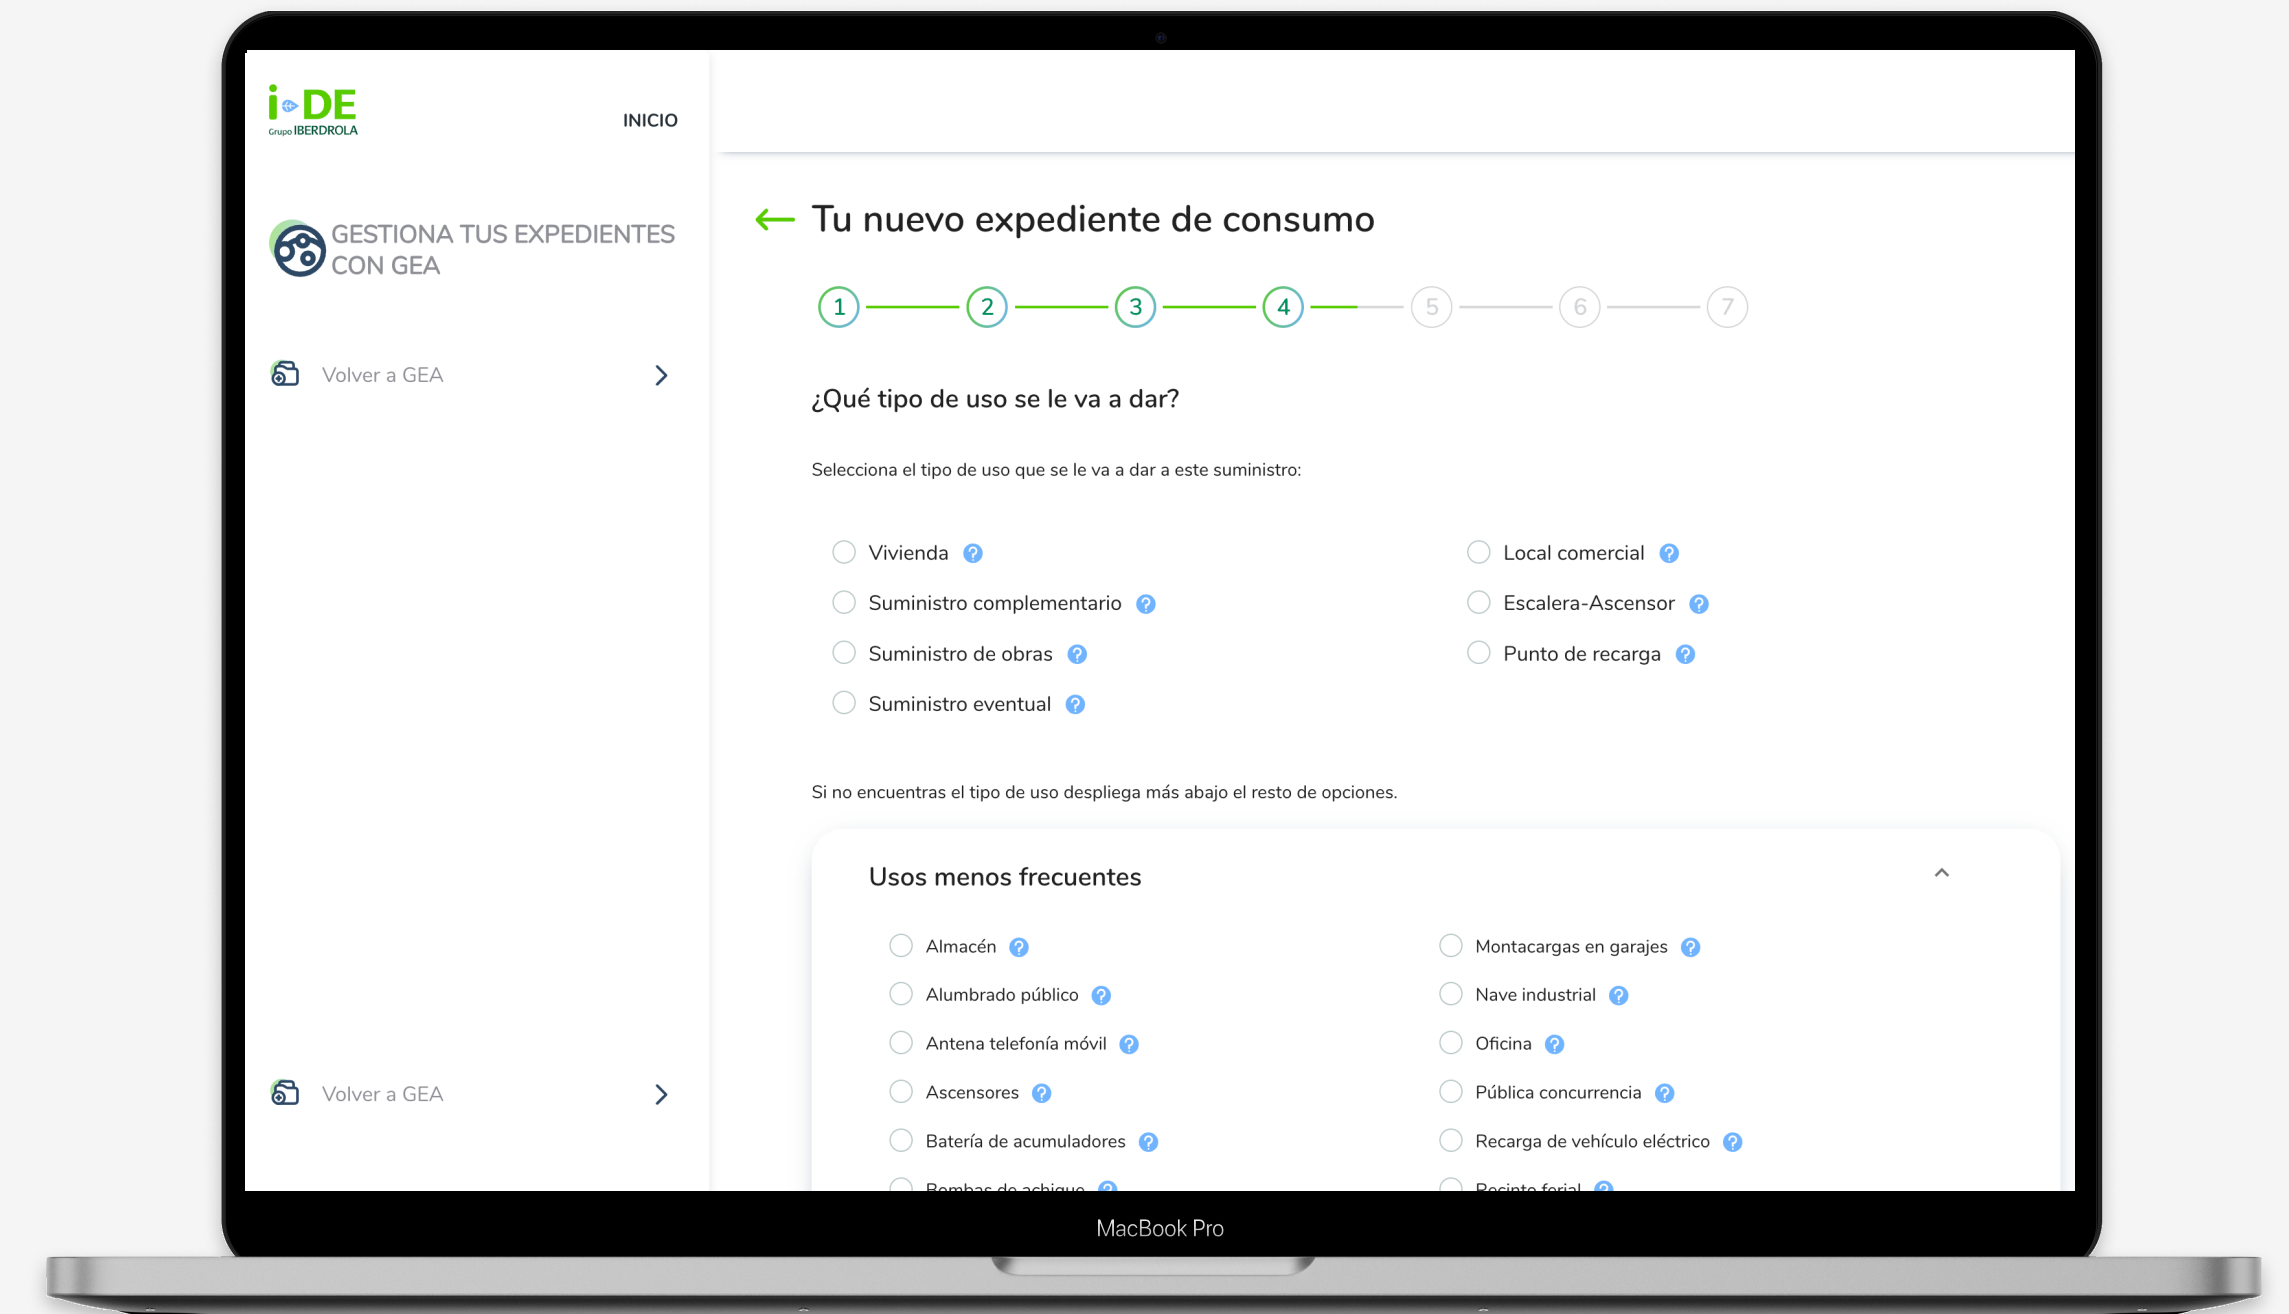 i-DE
Grupo IBERDROLA
INICIO
GESTIONA TUS EXPEDIENTES
CON GEA
Volver a GEA
Volver a GEA
Tu nuevo expediente de consumo
1 2 3 4 5 6 7
¿Qué tipo de uso se le va a dar?
Selecciona el tipo de uso que se le va a dar a este suministro:
Vivienda ?
Local comercial ?
Suministro complementario ?
Escalera-Ascensor ?
Suministro de obras ?
Punto de recarga ?
Suministro eventual ?
Si no encuentras el tipo de uso despliega más abajo el resto de opciones.
Usos menos frecuentes
Almacén ?
Montacargas en garajes ?
Alumbrado público ?
Nave industrial ?
Antena telefonía móvil ?
Oficina ?
Ascensores ?
Pública concurrencia ?
Batería de acumuladores ?
Recarga de vehículo eléctrico ?
Bombas de achique ?
Recinto ferial ?
MacBook Pro